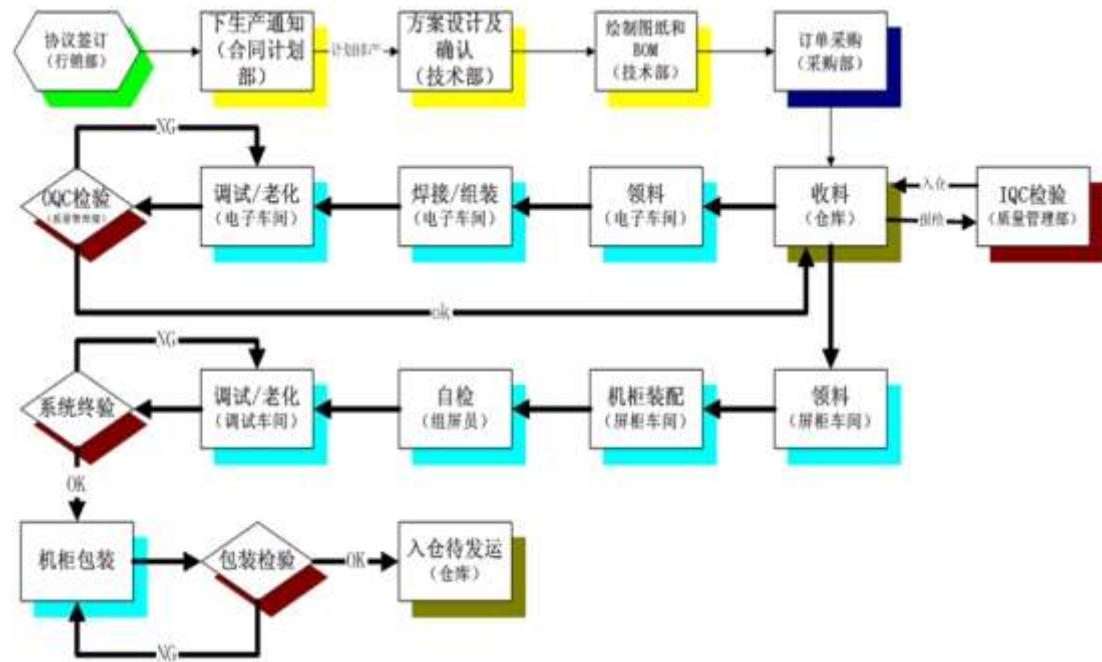 协议签订
（行销部）
下生产通知
（合同计划
部）
计划排产
方案设计及
确认
（技术部）
绘制图纸和
BOM
（技术部）
订单采购
（采购部）
NG
OQC检验
调试/老化
（电子车间）
焊接/组装
（电子车间）
领料
（电子车间）
收料
（仓库）
入仓
报检
IQC检验
（质量管理部）
ok
NG
系统终验
调试/老化
（调试车间）
自检
（组屏员）
机柜装配
（屏柜车间）
领料
（屏柜车间）
OK
机柜包装
包装检验
OK
入仓待发运
（仓库）
NG